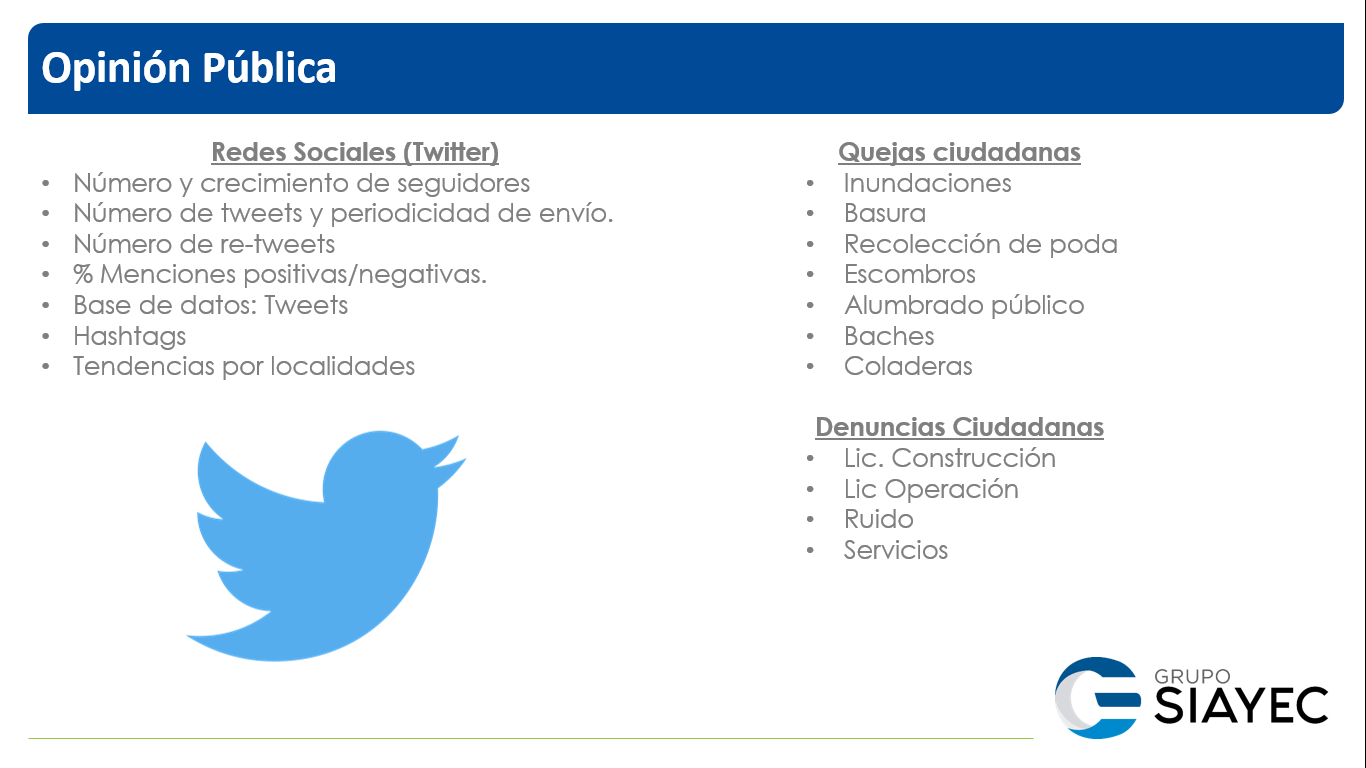 Opinión Pública
Redes Sociales (Twitter)
• Número y crecimiento de seguidores
• Número de tweets y periodicidad de envío.
• Número de re-tweets
• % Menciones positivas/negativas.
• Base de datos: Tweets
• Hashtags
• Tendencias por localidades
Quejas ciudadanas
• Inundaciones
• Basura
• Recolección de poda
• Escombros
• Alumbrado público
• Baches
• Coladeras
Denuncias Ciudadanas
• Lic. Construcción
• Lic Operación
• Ruido
• Servicios
GRUPO
SIAYEC